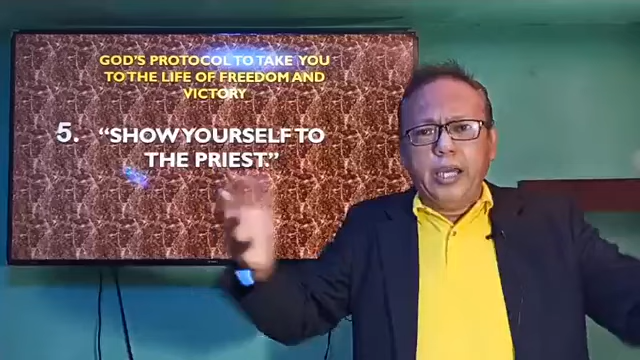 GOD'S PROTOCOL TO TAKE YOU
TO THE LIFE OF FREEDOM AND
VICTORY
5. “SHOW YOURSELF TO
THE PRIEST.”